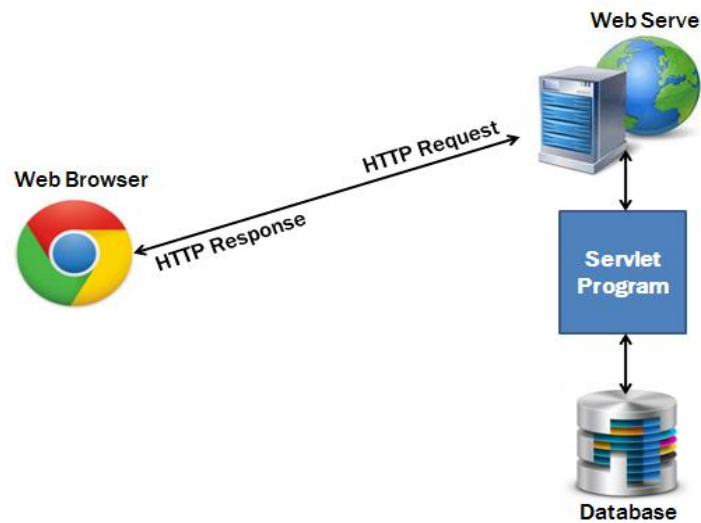 Web Serve
HTTP Request
Web Browser
HTTP Response
Servlet
Program
Database